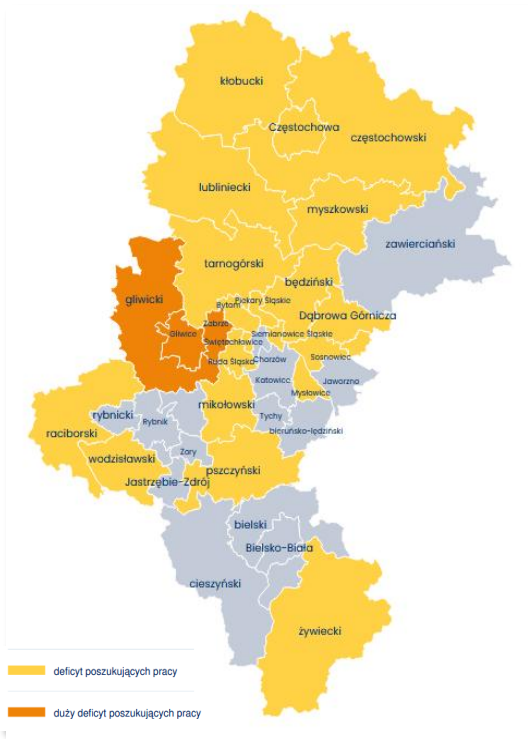 kłobucki
Częstochowa
częstochowski
lubliniecki
myszkowski
zawierciański
tarnogórski
będziński
gliwicki
Bytom
Piekary Śląskie
Dąbrowa Górnicza
Zabrze
Gliwice
Siemianowice Śląskie
Świętochłowice
Ruda Śląska
Chorzów
Sosnowiec
Katowice
Jaworzno
Mysłowice
mikołowski
rybnicki
Rybnik
Tychy
raciborski
bieruńsko-lędziński
Żory
wodzisławski
pszczyński
Jastrzębie-Zdrój
bielski
Bielsko-Biała
cieszyński
żywiecki
deficyt poszukujących pracy
duży deficyt poszukujących pracy